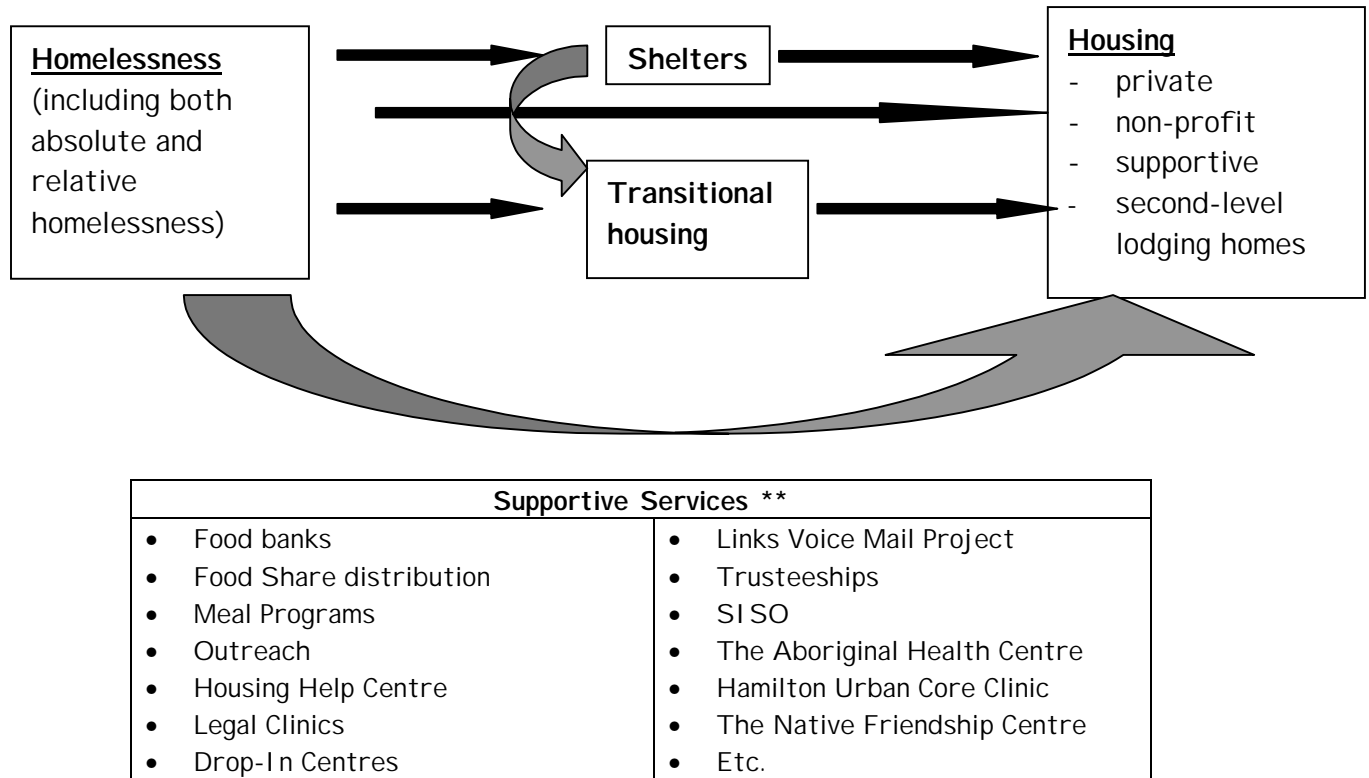 Homelessness
(including both
absolute and
relative
homelessness)
Shelters
Transitional
housing
Housing
- private
- non-profit
- supportive
- second-level
lodging homes
Supportive Services **
• Food banks
• Food Share distribution
• Meal Programs
• Outreach
• Housing Help Centre
• Legal Clinics
• Drop-In Centres
• Links Voice Mail Project
• Trusteeships
• SISO
• The Aboriginal Health Centre
• Hamilton Urban Core Clinic
• The Native Friendship Centre
• Etc.